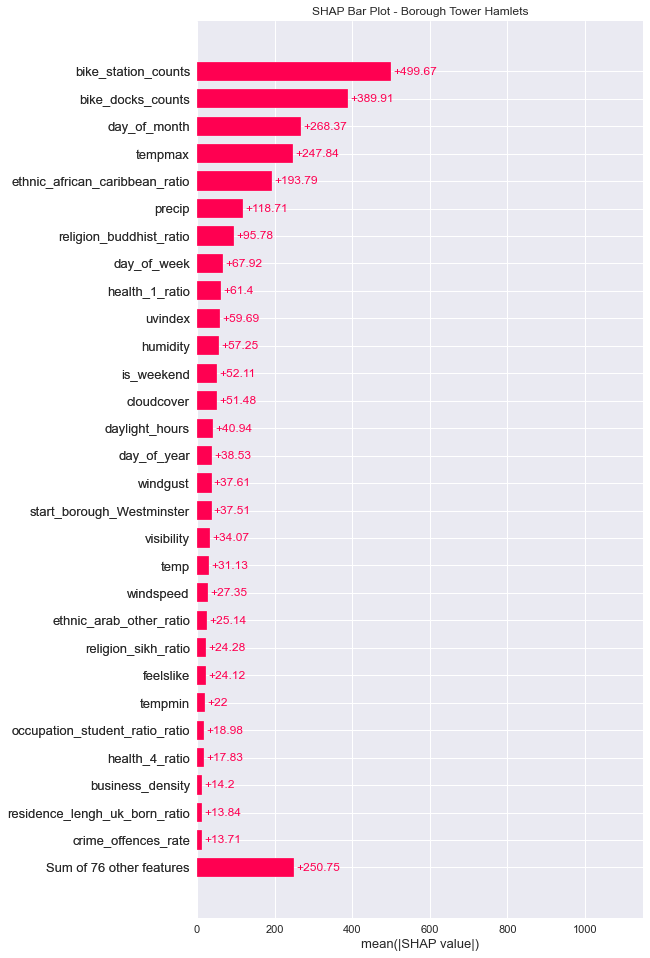 SHAP Bar Plot - Borough Tower Hamlets
bike_station_counts +499.67
bike_docks_counts +389.91
day_of_month +268.37
tempmax +247.84
ethnic_african_caribbean_ratio +193.79
precip +118.71
religion_buddhist_ratio +95.78
day_of_week +67.92
health_1_ratio +61.4
uvindex +59.69
humidity +57.25
is_weekend +52.11
cloudcover +51.48
daylight_hours +40.94
day_of_year +38.53
windgust +37.61
start_borough_Westminster +37.51
visibility +34.07
temp +31.13
windspeed +27.35
ethnic_arab_other_ratio +25.14
religion_sikh_ratio +24.28
feelslike +24.12
tempmin +22
occupation_student_ratio_ratio +18.98
health_4_ratio +17.83
business_density +14.2
residence_lengh_uk_born_ratio +13.84
crime_offences_rate +13.71
Sum of 76 other features +250.75
0 200 400 600 800 1000
mean(|SHAP value|)